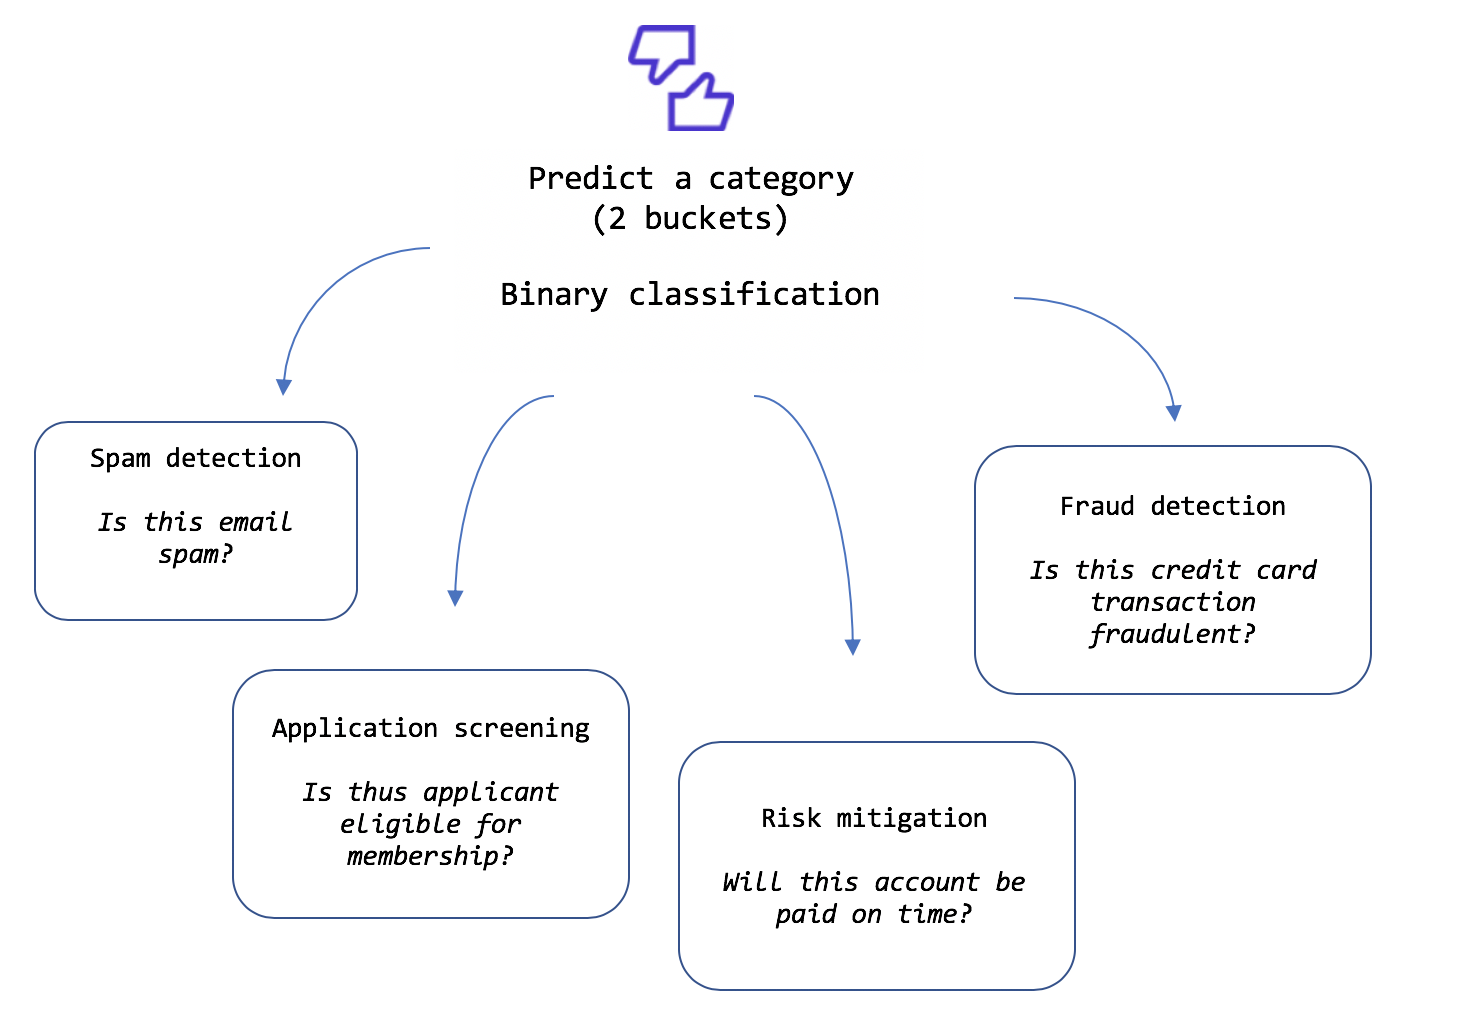 Predict a category
(2 buckets)
Binary classification
Spam detection
Is this email
spam?
Application screening
Is thus applicant
eligible for
membership?
Risk mitigation
Will this account be
paid on time?
Fraud detection
Is this credit card
transaction
fraudulent?